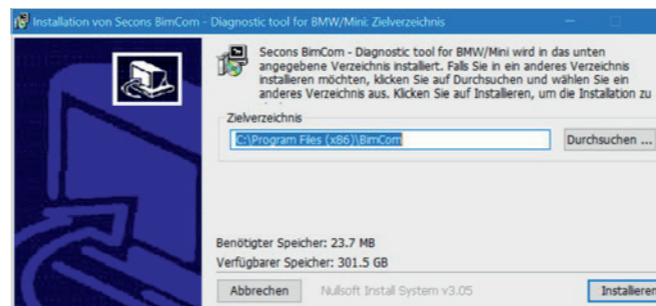 Installation von Secons BimCom - Diagnostic tool for BMW/Mini: Zielverzeichnis
Secons BimCom - Diagnostic tool for BMW/Mini wird in das unten
angegebene Verzeichnis installiert. Falls Sie in ein anderes Verzeichnis
installieren möchten, klicken Sie auf Durchsuchen und wählen Sie ein
anderes Verzeichnis aus. Klicken Sie auf Installieren, um die Installation zu
Zielverzeichnis
C:\Program Files (x86)\BimCom
Durchsuchen ...
Benötigter Speicher: 23.7 MB
Verfügbarer Speicher: 301.5 GB
Abbrechen
Nullsoft Install System v3.05
Installieren